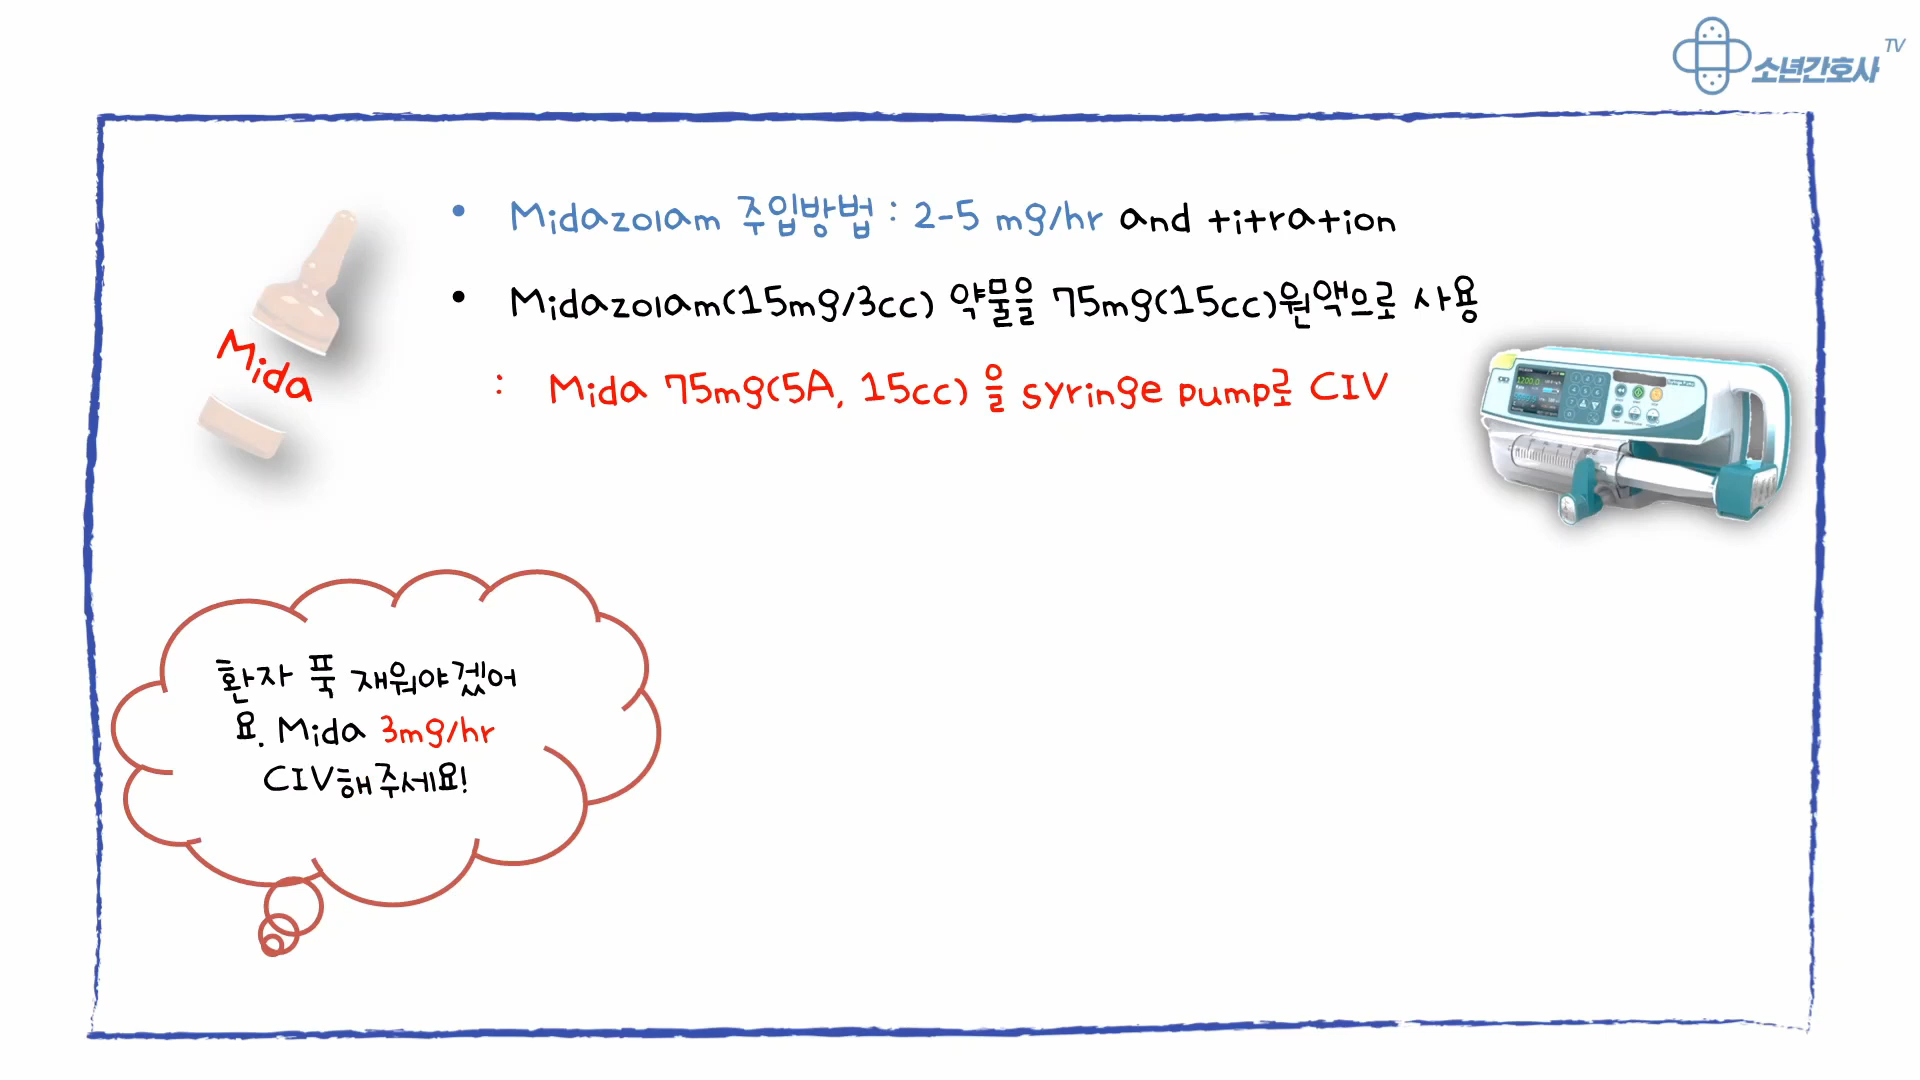 소년간호사 TV
• Midazolam 주입방법 : 2-5 mg/hr and titration
• Midazolam(15mg/3cc) 약물을 75mg(15cc)원액으로 사용
: Mida 75mg(5A, 15cc) 을 syringe pump로 CIV
Mida
환자 푹 재워야겠어
요. Mida 3mg/hr
CIV해주세요!